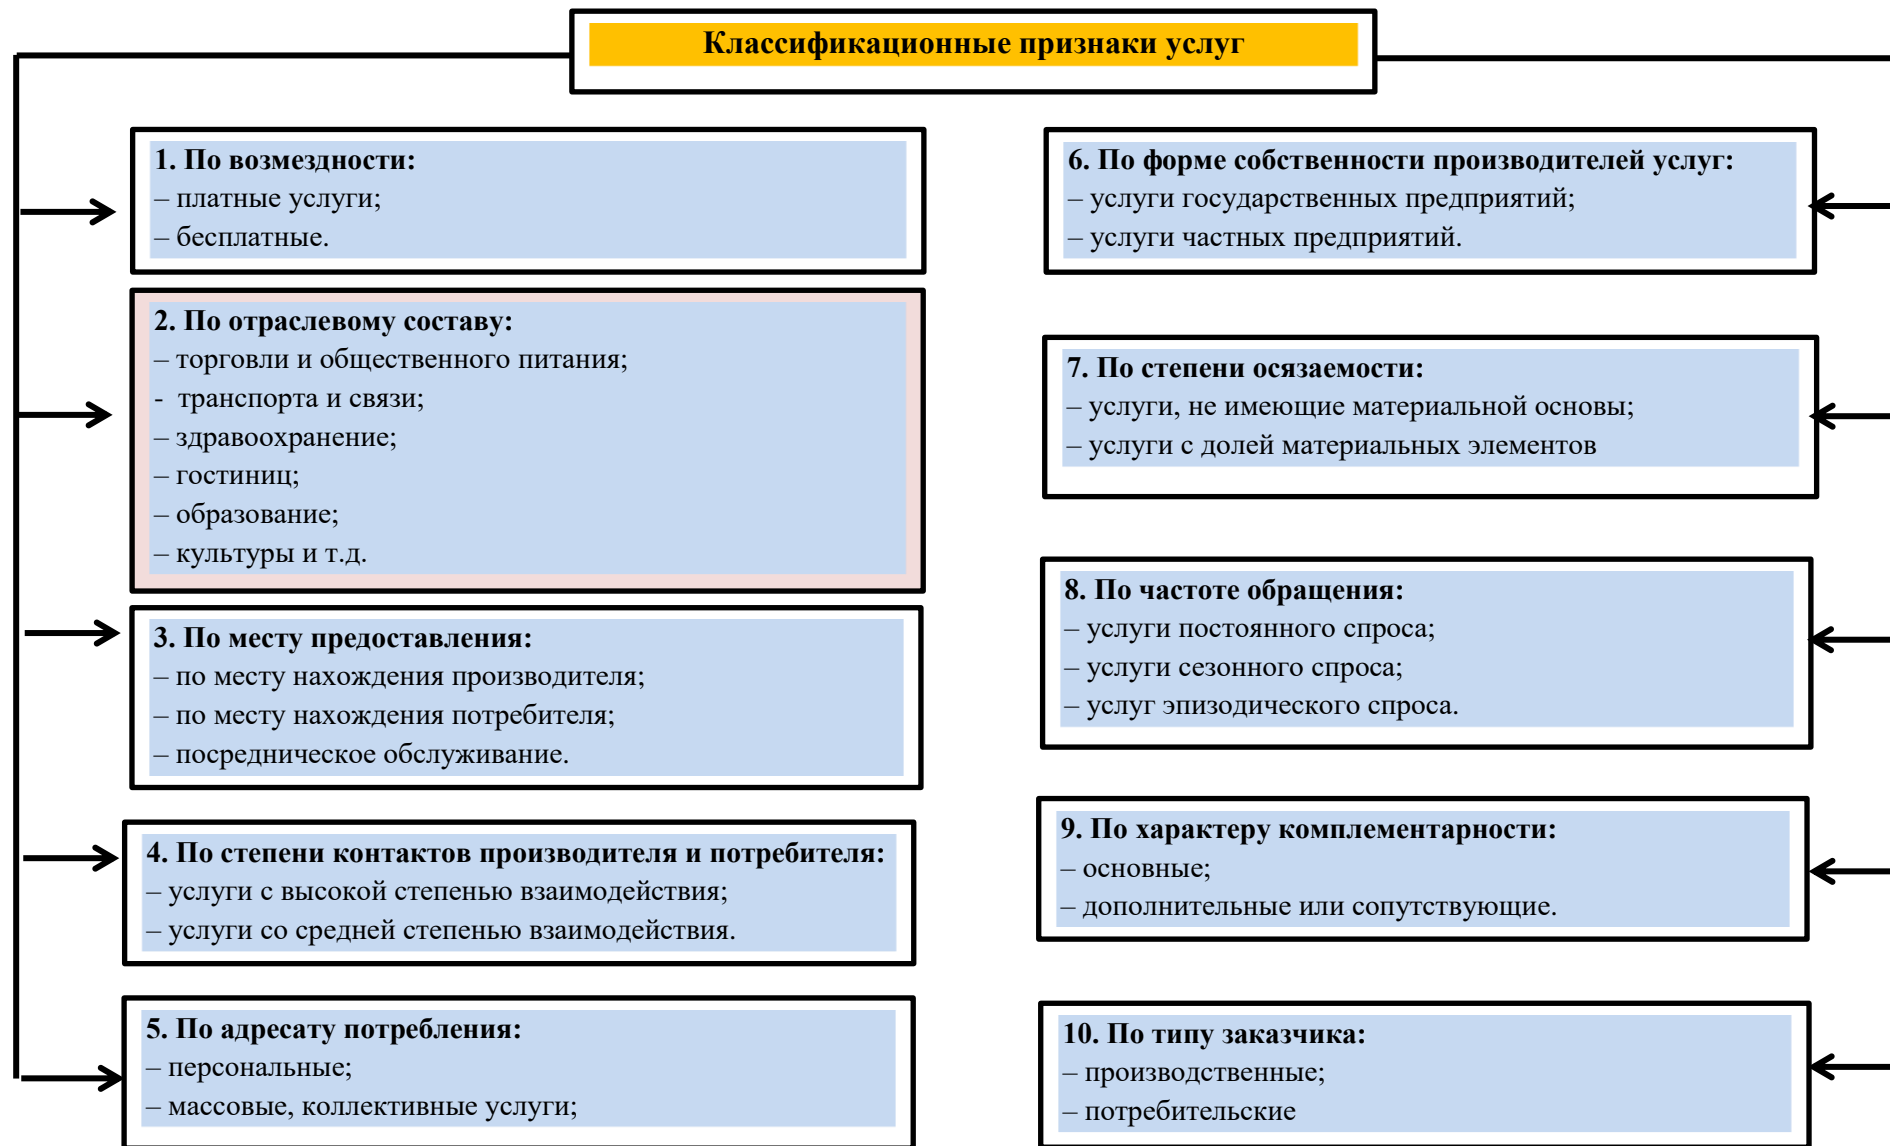 Классификационные признаки услуг
1. По возмездности:
– платные услуги;
– бесплатные.
2. По отраслевому составу:
– торговли и общественного питания;
- транспорта и связи;
– здравоохранение;
– гостиниц;
– образование;
– культуры и т.д.
3. По месту предоставления:
– по месту нахождения производителя;
– по месту нахождения потребителя;
– посредническое обслуживание.
4. По степени контактов производителя и потребителя:
– услуги с высокой степенью взаимодействия;
– услуги со средней степенью взаимодействия.
5. По адресату потребления:
– персональные;
– массовые, коллективные услуги;
6. По форме собственности производителей услуг:
– услуги государственных предприятий;
– услуги частных предприятий.
7. По степени осязаемости:
– услуги, не имеющие материальной основы;
– услуги с долей материальных элементов
8. По частоте обращения:
– услуги постоянного спроса;
– услуги сезонного спроса;
– услуг эпизодического спроса.
9. По характеру комплементарности:
– основные;
– дополнительные или сопутствующие.
10. По типу заказчика:
– производственные;
– потребительские